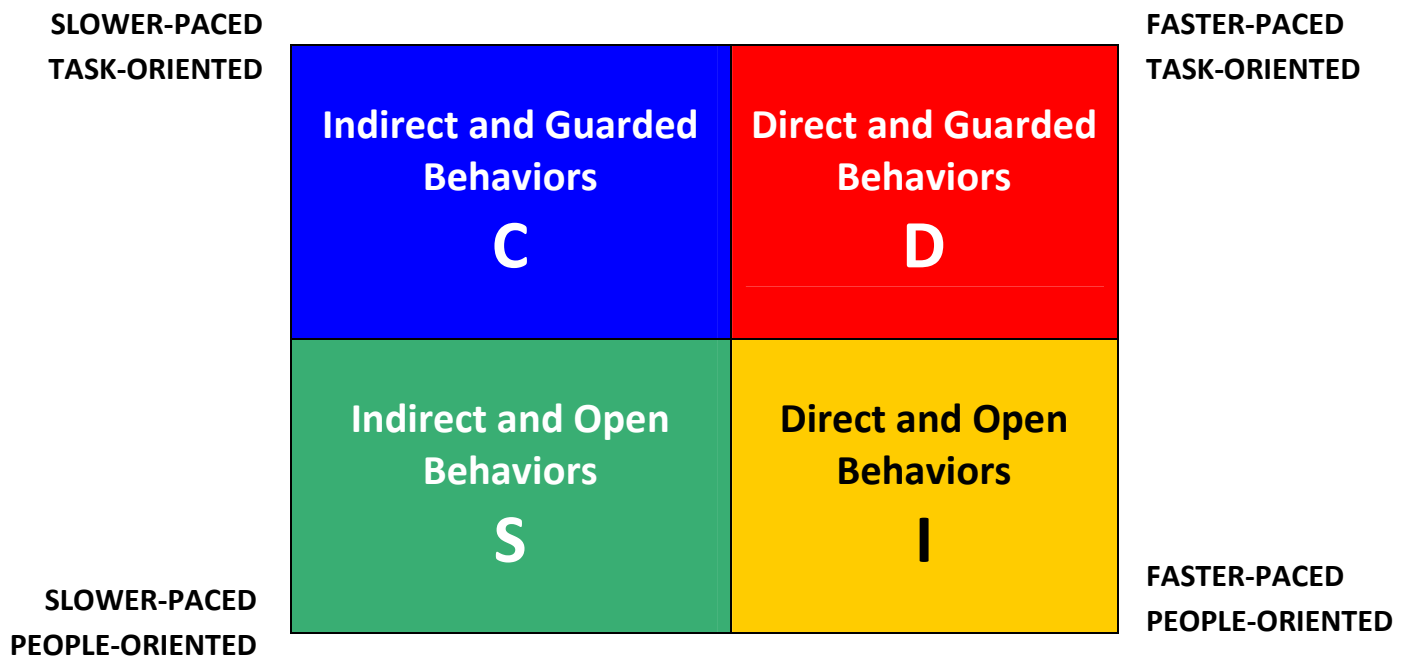 SLOWER-PACED
TASK-ORIENTED
FASTER-PACED
TASK-ORIENTED
Indirect and Guarded
Behaviors
C
Direct and Guarded
Behaviors
D
Indirect and Open
Behaviors
S
Direct and Open
Behaviors
I
SLOWER-PACED
PEOPLE-ORIENTED
FASTER-PACED
PEOPLE-ORIENTED